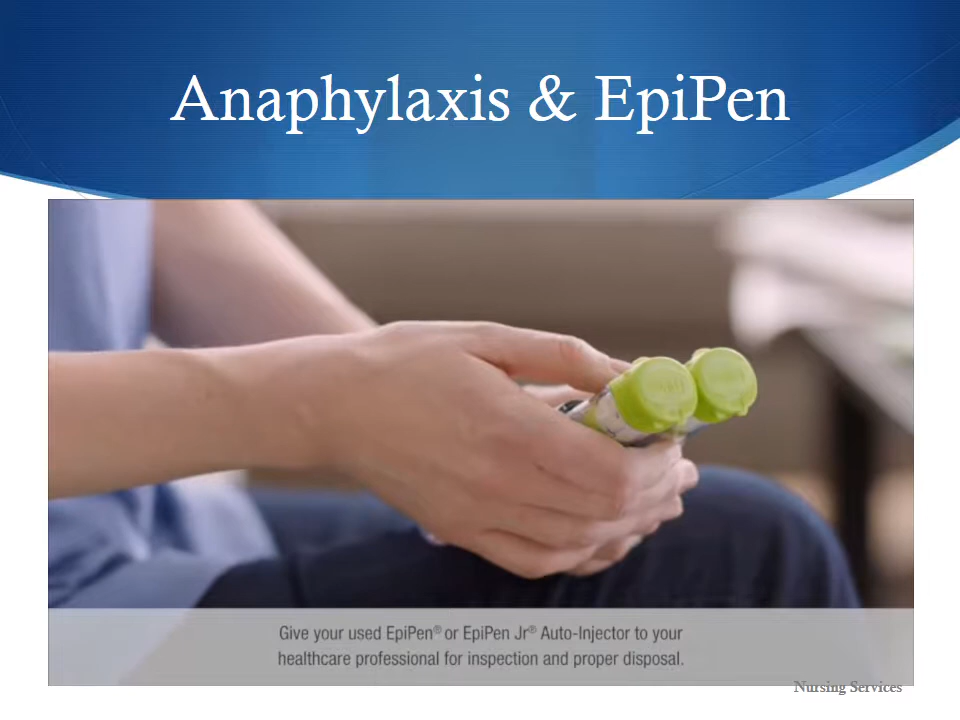 Anaphylaxis & EpiPen
Give your used EpiPen® or EpiPen Jr® Auto-Injector to your
healthcare professional for inspection and proper disposal.
Nursing Services